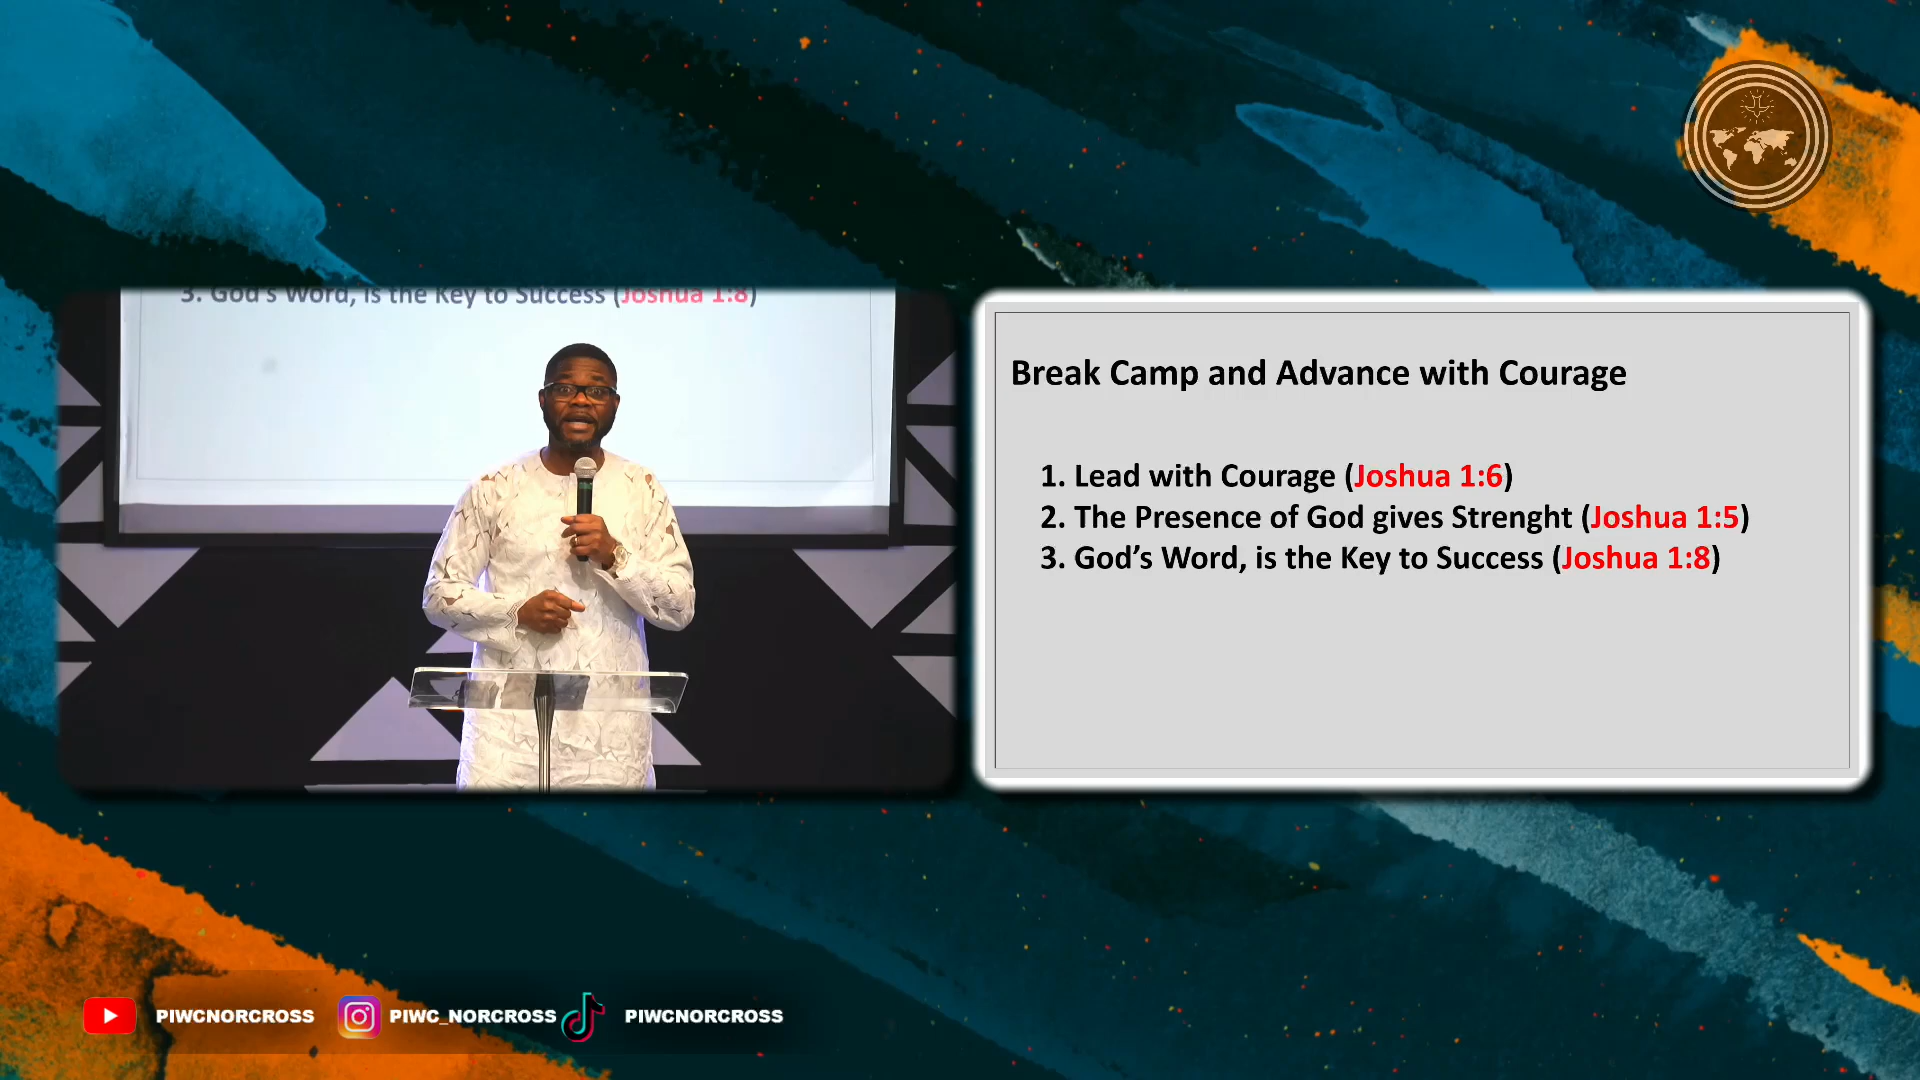 3. God's Word, is the Key to Success (Joshua 1:8)
Break Camp and Advance with Courage
1. Lead with Courage (Joshua 1:6)
2. The Presence of God gives Strenght (Joshua 1:5)
3. God’s Word, is the Key to Success (Joshua 1:8)
PIWCNORCROSS PIWC_NORCROSS PIWCNORCROSS